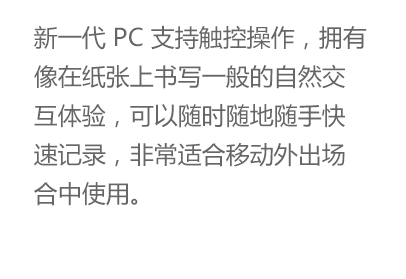 新一代 PC 支持触控操作，拥有
像在纸张上书写一般的自然交
互体验，可以随时随地随手快
速记录，非常适合移动外出场
合中使用。